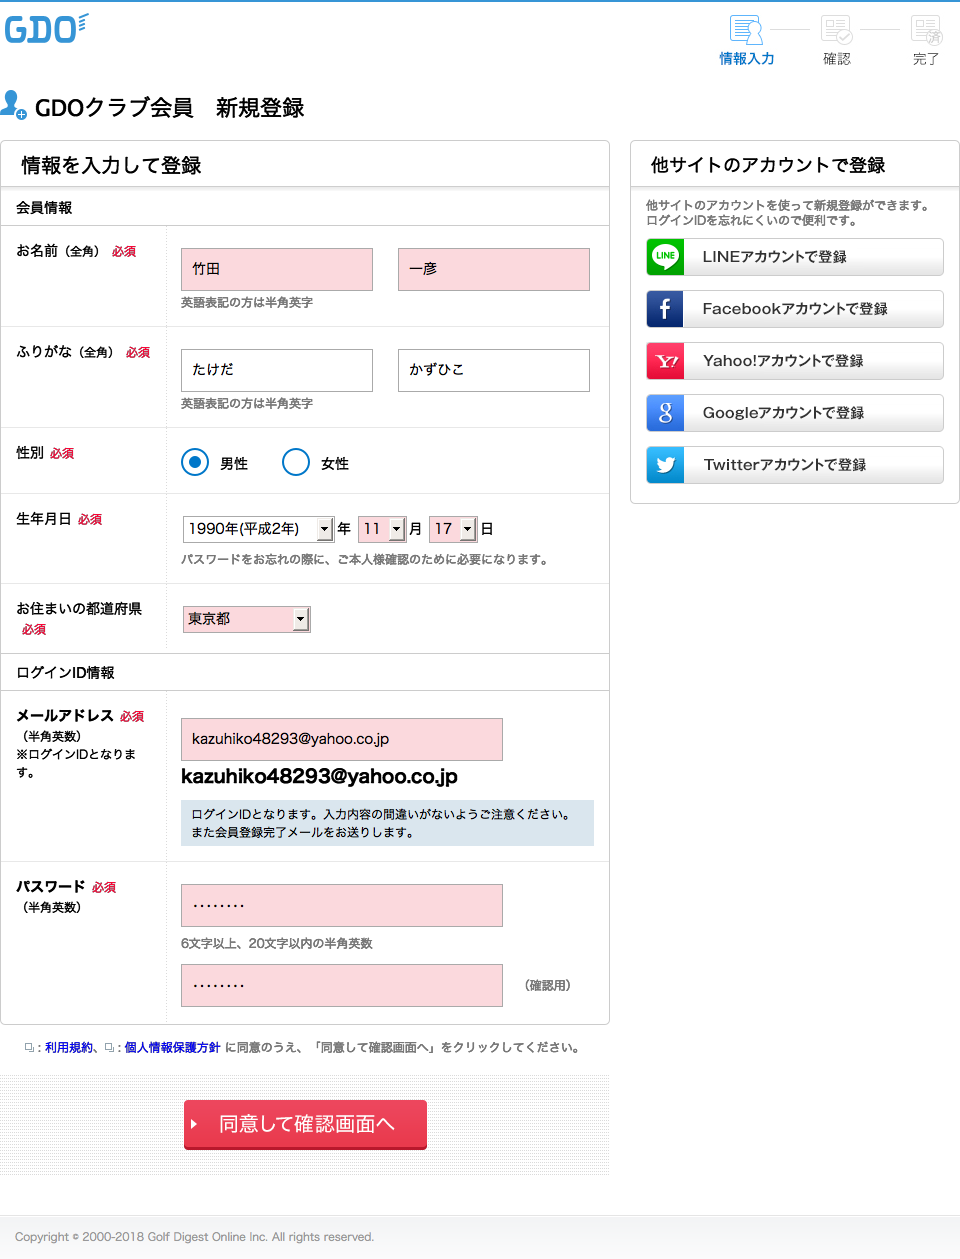 GDO
情報入力
確認
完了
GDOクラブ会員　新規登録
情報を入力して登録
会員情報
お名前（全角） 必須
竹田
一彦
英語表記の方は半角英字
ふりがな（全角） 必須
たけだ
かずひこ
英語表記の方は半角英字
性別 必須
男性
女性
生年月日 必須
1990年(平成2年) 年 11 月 17 日
パスワードをお忘れの際に、ご本人様確認のために必要になります。
お住まいの都道府県
必須
東京都
ログインID情報
メールアドレス 必須
（半角英数）
※ログインIDとなりま
す。
kazuhiko48293@yahoo.co.jp
kazuhiko48293@yahoo.co.jp
ログインIDとなります。入力内容の間違いがないようご注意ください。
また会員登録完了メールをお送りします。
パスワード 必須
（半角英数）
········
6文字以上、20文字以内の半角英数
········
（確認用）
: 利用規約、 : 個人情報保護方針 に同意のうえ、「同意して確認画面へ」をクリックしてください。
同意して確認画面へ
他サイトのアカウントで登録
他サイトのアカウントを使って新規登録ができます。
ログインIDを忘れにくいので便利です。
LINE
LINEアカウントで登録
f
Facebookアカウントで登録
Y!
Yahoo!アカウントで登録
g
Googleアカウントで登録
Twitterアカウントで登録
Copyright © 2000-2018 Golf Digest Online Inc. All rights reserved.